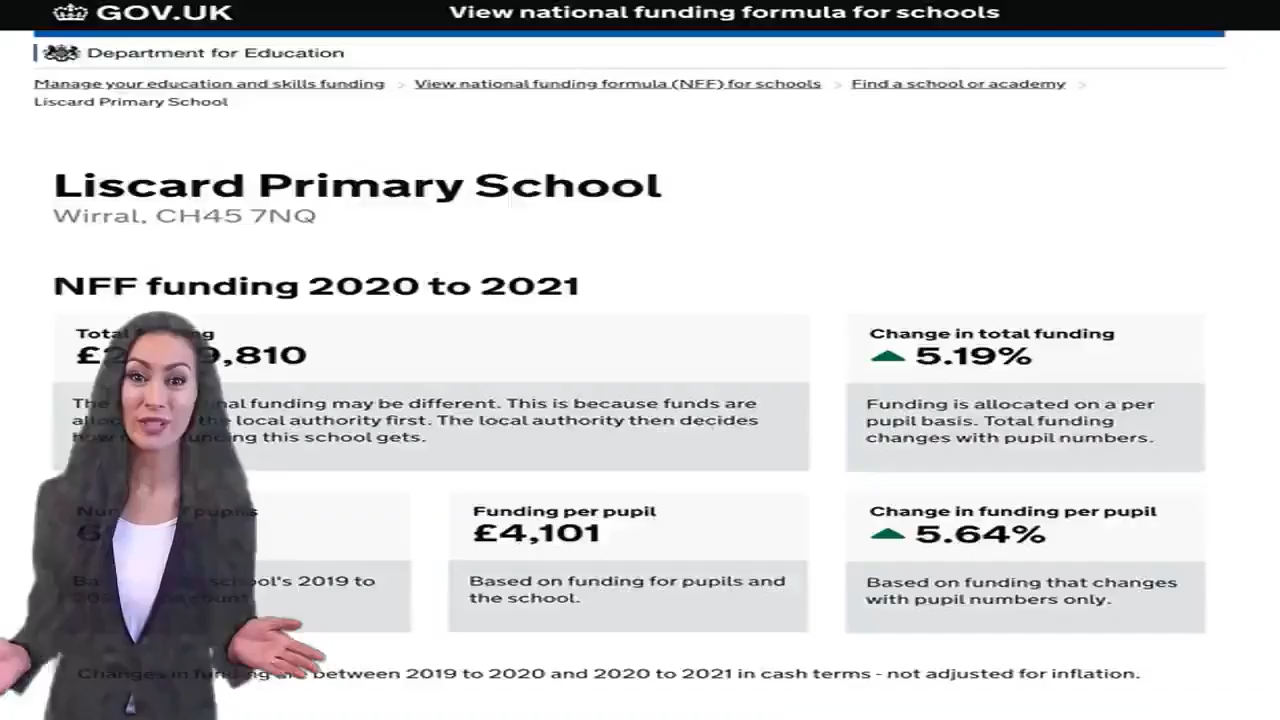 GOV.UK View national funding formula for schools
Department for Education
Manage your education and skills funding > View national funding formula (NFF) for schools > Find a school or academy >
Liscard Primary School
Liscard Primary School
Wirral, CH45 7NQ
NFF funding 2020 to 2021
Total
Change in total funding
5.19%
funding may be different. This is because funds are
the local authority first. The local authority then decides
this school gets.
Funding is allocated on a per
pupil basis. Total funding
changes with pupil numbers.
pupils
Funding per pupil
£4,101
Change in funding per pupil
5.64%
school's 2019 to
Based on funding for pupils and
the school.
Based on funding that changes
with pupil numbers only.
Changes in between 2019 to 2020 and 2020 to 2021 in cash terms - not adjusted for inflation.